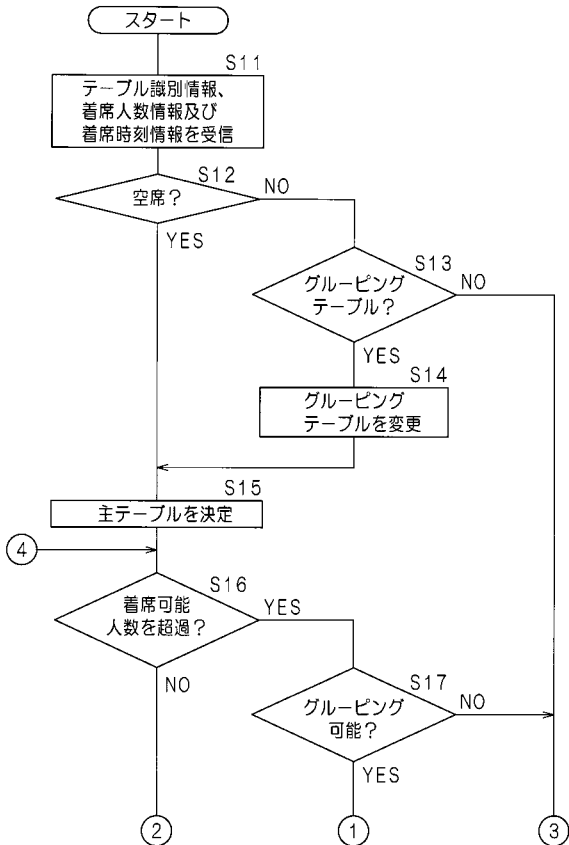 スタート
S11
テーブル識別情報、
着席人数情報及び
着席時刻情報を受信
S12
空席?
NO
YES
S13
グルーピング
テーブル?
NO
YES
S14
グルーピング
テーブルを変更
S15
主テーブルを決定
4
S16
着席可能
人数を超過?
YES
NO
S17
グルーピング
可能?
NO
YES
2
1
3